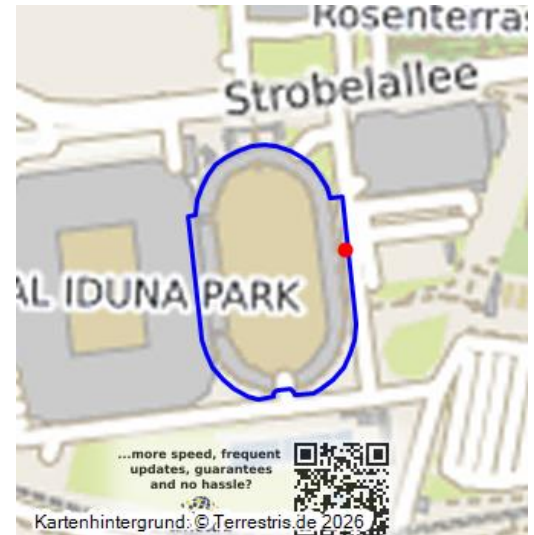 Rosenterras
Strobelallee
AL IDUNA PARK
...more speed, frequent
updates, guarantees
and no hassle?
Kartenhintergrund: © Terrestris.de 2026